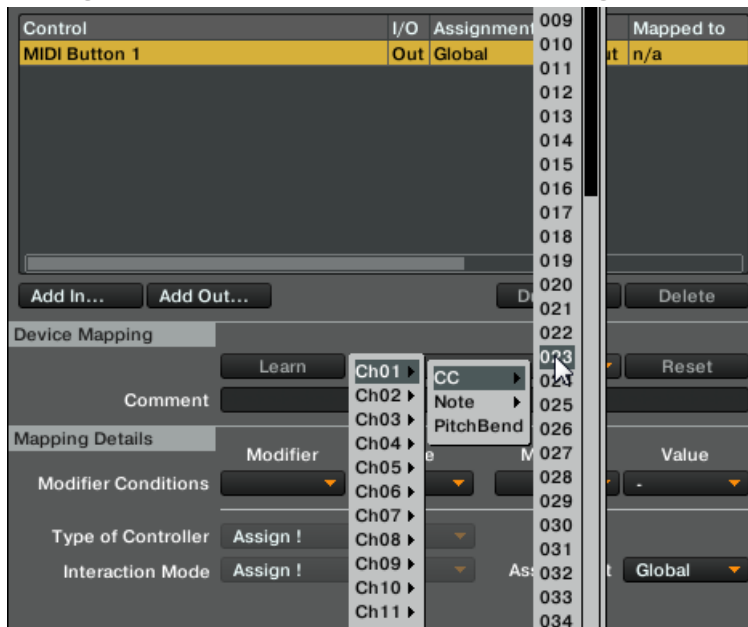 Control I/O Assignment Mapped to
MIDI Button 1 Out Global ut n/a
009
010
011
012
013
014
015
016
017
018
019
020
021
022
023
024
025
026
027
028
029
030
031
032
033
034
Add In... Add Out... D Delete
Device Mapping
Learn Reset
Ch01
Ch02
Ch03
Ch04
Ch05
Ch06
Ch07
Ch08
Ch09
Ch10
Ch11
CC
Note
PitchBend
Comment
Mapping Details
Modifier e M Value
Modifier Conditions -
Type of Controller Assign !
Interaction Mode Assign ! As t Global